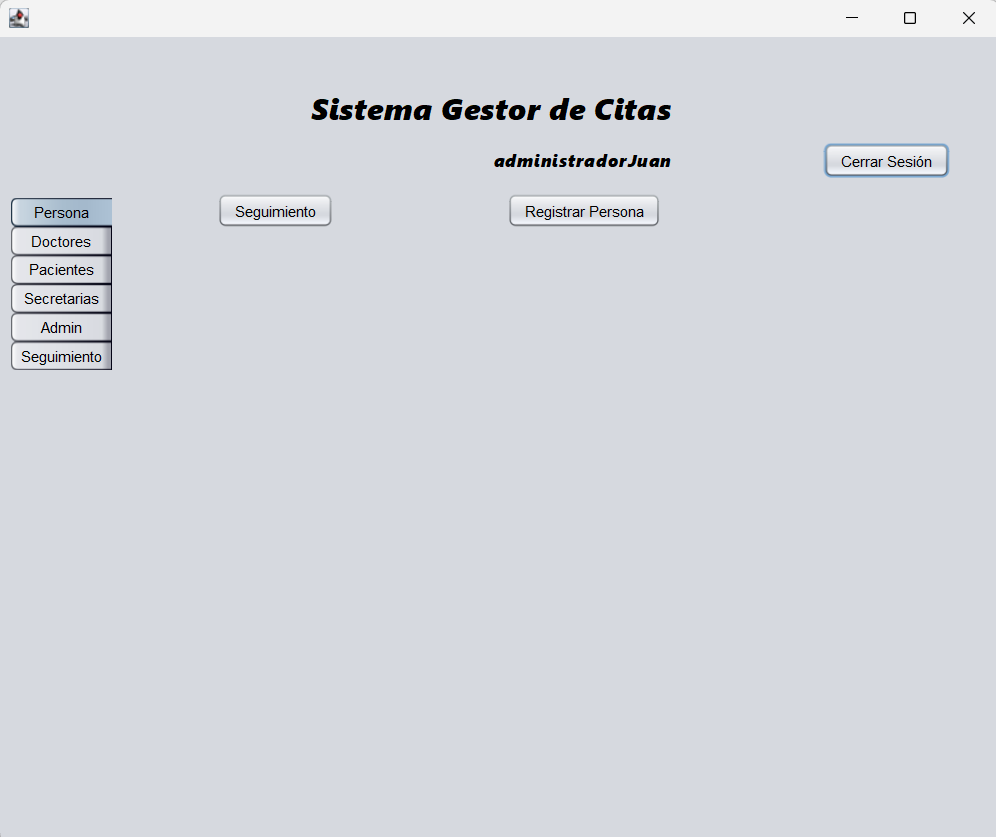 Sistema Gestor de Citas
administradorJuan
Cerrar Sesión
Persona
Doctores
Pacientes
Secretarias
Admin
Seguimiento
Seguimiento
Registrar Persona